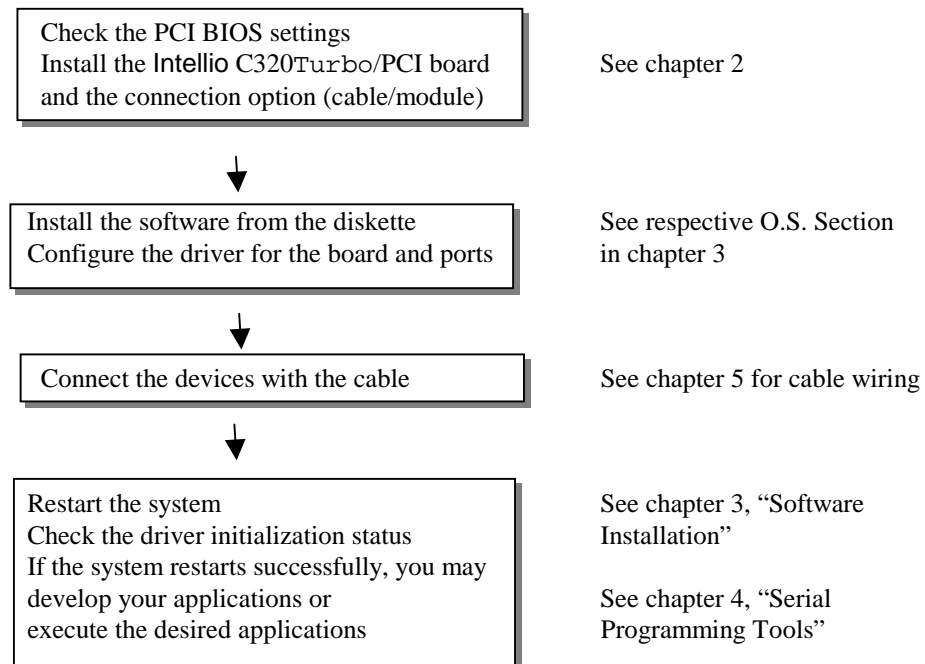 Check the PCI BIOS settings
Install the Intellio C320Turbo/PCI board
and the connection option (cable/module)
See chapter 2
Install the software from the diskette
Configure the driver for the board and ports
See respective O.S. Section
in chapter 3
Connect the devices with the cable
See chapter 5 for cable wiring
Restart the system
Check the driver initialization status
If the system restarts successfully, you may
develop your applications or
execute the desired applications
See chapter 3, “Software
Installation”
See chapter 4, “Serial
Programming Tools”